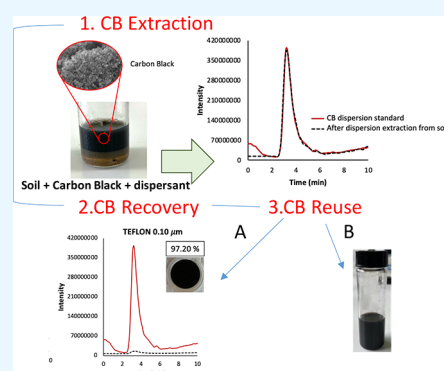 1. CB Extraction
Carbon Black
Soil + Carbon Black + dispersant
420000000
350000000
280000000
210000000
140000000
70000000
0
Intensity
0 2 4 6 8 10
Time (min)
CB dispersion standard
After dispersion extraction from so
2.CB Recovery
3.CB Reuse
TEFLON 0.10 µm
A
B
97.20 %
420000000
350000000
280000000
210000000
140000000
70000000
0
Intensity
0 2 4 6 8 10
0